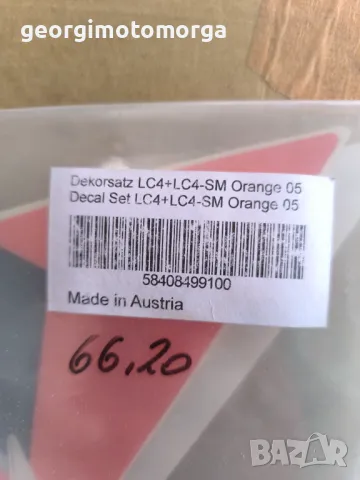 georgimotomorga
Dekorsatz LC4+LC4-SM Orange 05
Decal Set LC4+LC4-SM Orange 05
58408499100
Made in Austria
66,20
BAZAR